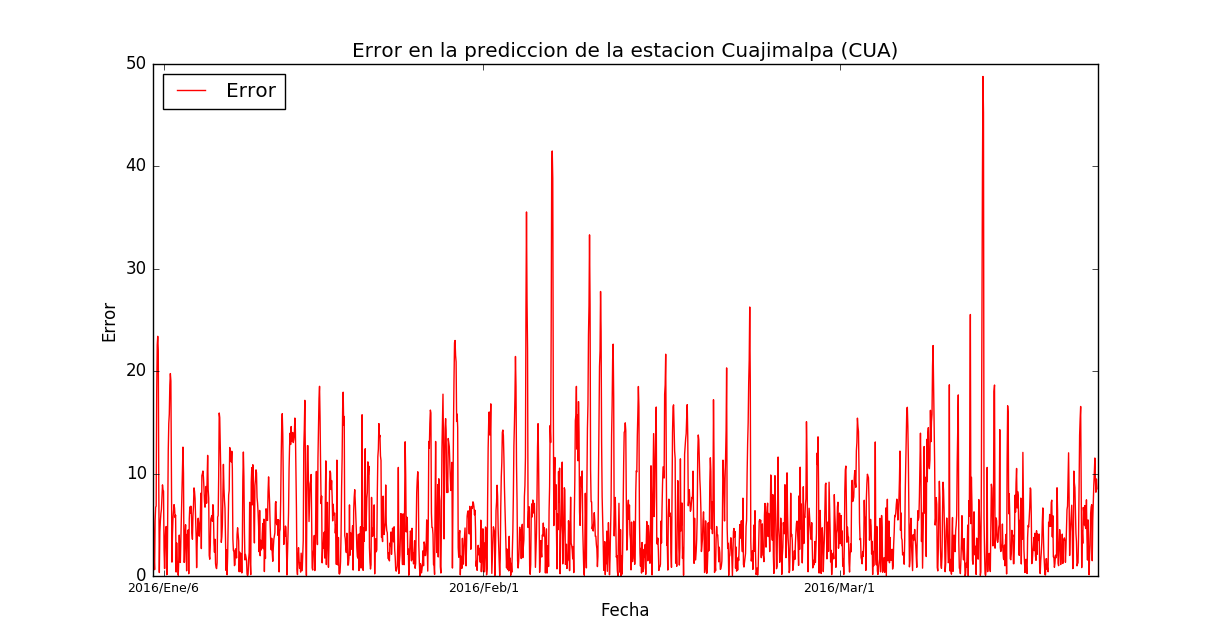 Error en la prediccion de la estacion Cuajimalpa (CUA)
50
Error
40
30
Error
20
10
0
2016/Ene/6
2016/Feb/1
2016/Mar/1
Fecha